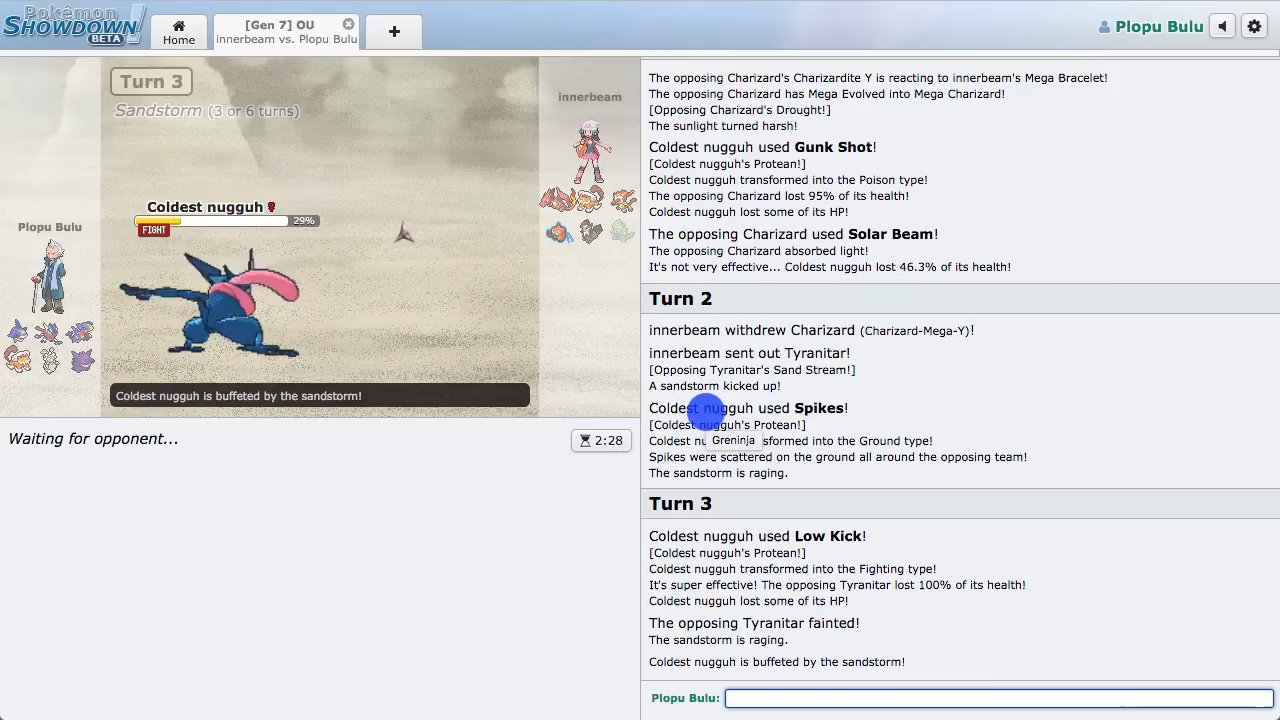 Pokémon
SHOWDOWN!
BETA
Home
[Gen 7] OU
innerbeam vs. Plopu Bulu
+
Plopu Bulu
Turn 3
Sandstorm (3 or 6 turns)
innerbeam
Coldest nugguh
29%
FIGHT
Plopu Bulu
Coldest nugguh is buffeted by the sandstorm!
Waiting for opponent...
2:28
The opposing Charizard's Charizardite Y is reacting to innerbeam's Mega Bracelet!
The opposing Charizard has Mega Evolved into Mega Charizard!
[Opposing Charizard's Drought!]
The sunlight turned harsh!
Coldest nugguh used Gunk Shot!
[Coldest nugguh's Protean!]
Coldest nugguh transformed into the Poison type!
The opposing Charizard lost 95% of its health!
Coldest nugguh lost some of its HP!
The opposing Charizard used Solar Beam!
The opposing Charizard absorbed light!
It's not very effective... Coldest nugguh lost 46.3% of its health!
Turn 2
innerbeam withdrew Charizard (Charizard-Mega-Y)!
innerbeam sent out Tyranitar!
[Opposing Tyranitar's Sand Stream!]
A sandstorm kicked up!
Coldest nugguh used Spikes!
[Coldest nugguh's Protean!]
Coldest nu
Greninja
sformed into the Ground type!
Spikes were scattered on the ground all around the opposing team!
The sandstorm is raging.
Turn 3
Coldest nugguh used Low Kick!
[Coldest nugguh's Protean!]
Coldest nugguh transformed into the Fighting type!
It's super effective! The opposing Tyranitar lost 100% of its health!
Coldest nugguh lost some of its HP!
The opposing Tyranitar fainted!
The sandstorm is raging.
Coldest nugguh is buffeted by the sandstorm!
Plopu Bulu: